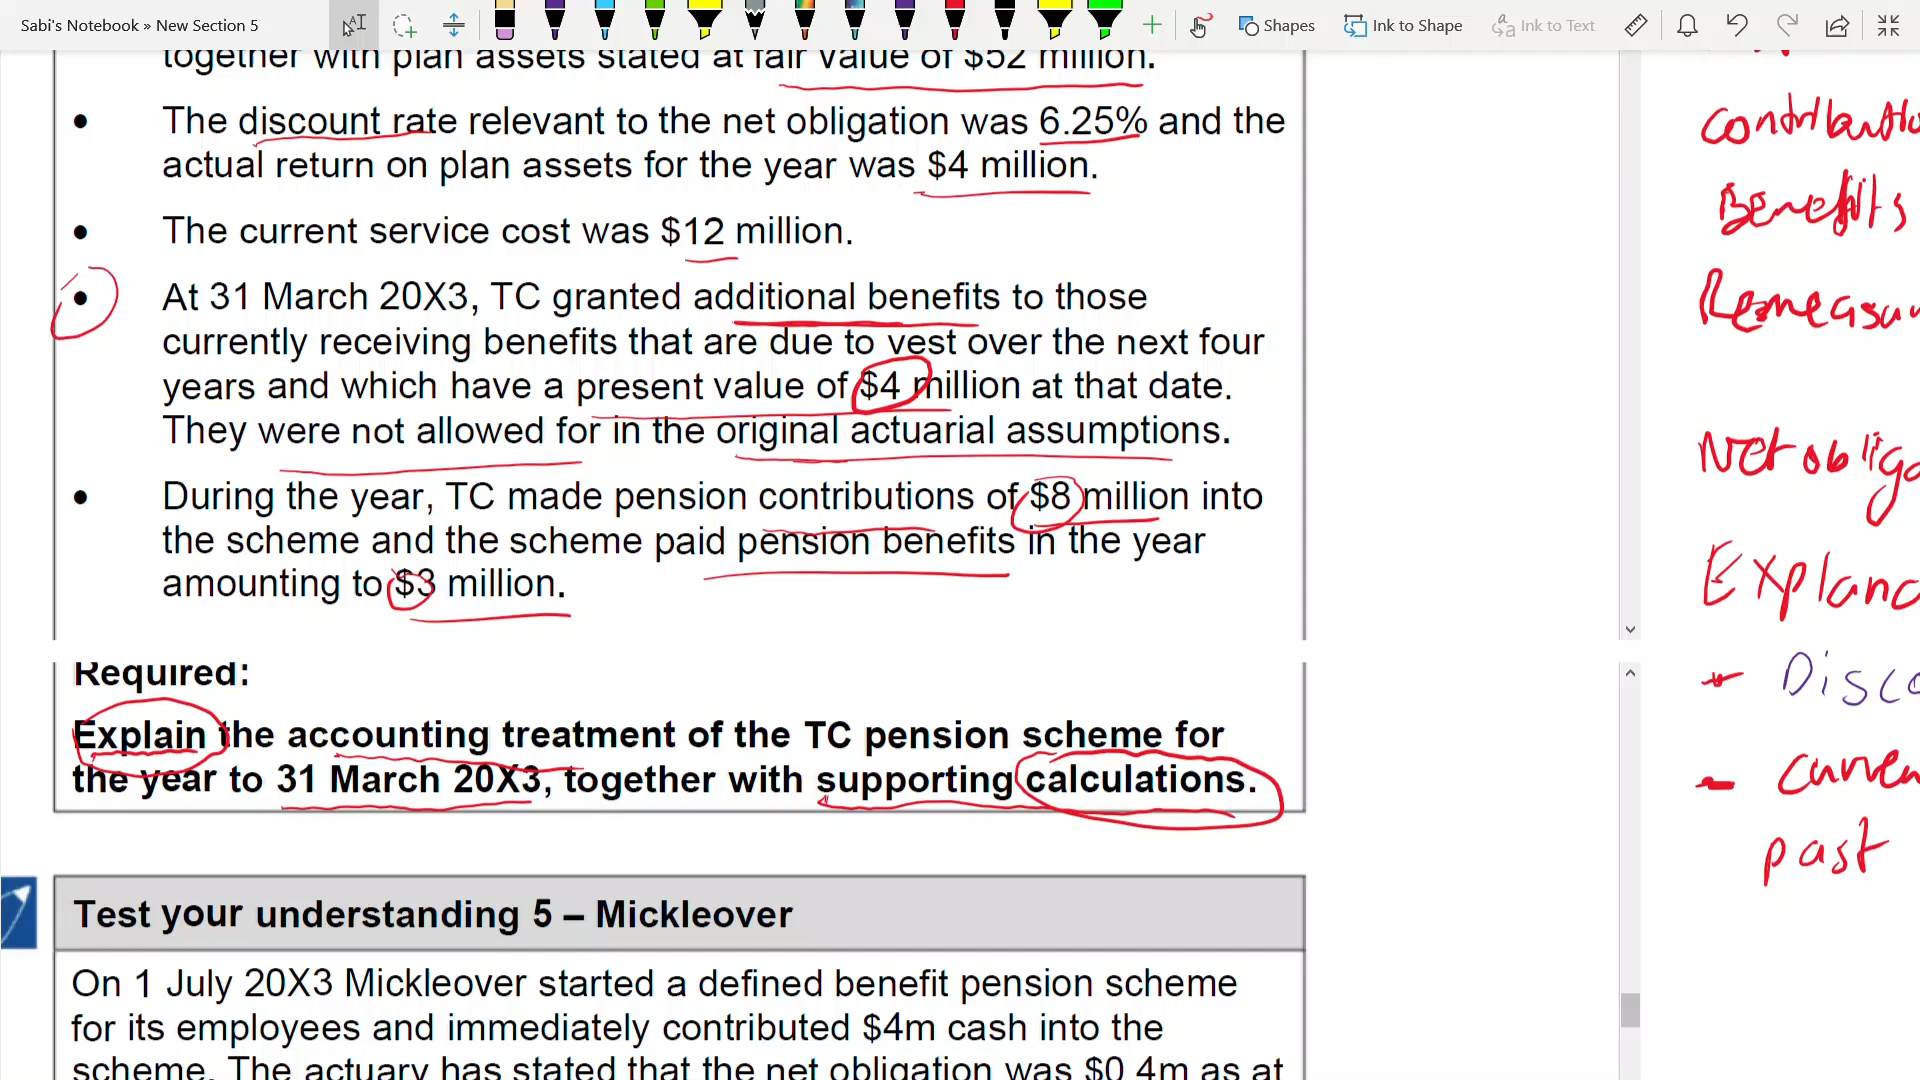 Sabi's Notebook » New Section 5
Shapes
Ink to Shape
Ink to Text
together with plan assets stated at fair value of $52 million.
• The discount rate relevant to the net obligation was 6.25% and the
actual return on plan assets for the year was $4 million.
• The current service cost was $12 million.
• At 31 March 20X3, TC granted additional benefits to those
currently receiving benefits that are due to vest over the next four
years and which have a present value of $4 million at that date.
They were not allowed for in the original actuarial assumptions.
• During the year, TC made pension contributions of $8 million into
the scheme and the scheme paid pension benefits in the year
amounting to $3 million.
Required:
Explain the accounting treatment of the TC pension scheme for
the year to 31 March 20X3, together with supporting calculations.
Test your understanding 5 – Mickleover
On 1 July 20X3 Mickleover started a defined benefit pension scheme
for its employees and immediately contributed $4m cash into the
scheme. The actuary has stated that the net obligation was $0.4m as at
Benefits
Net
- 
- 
past